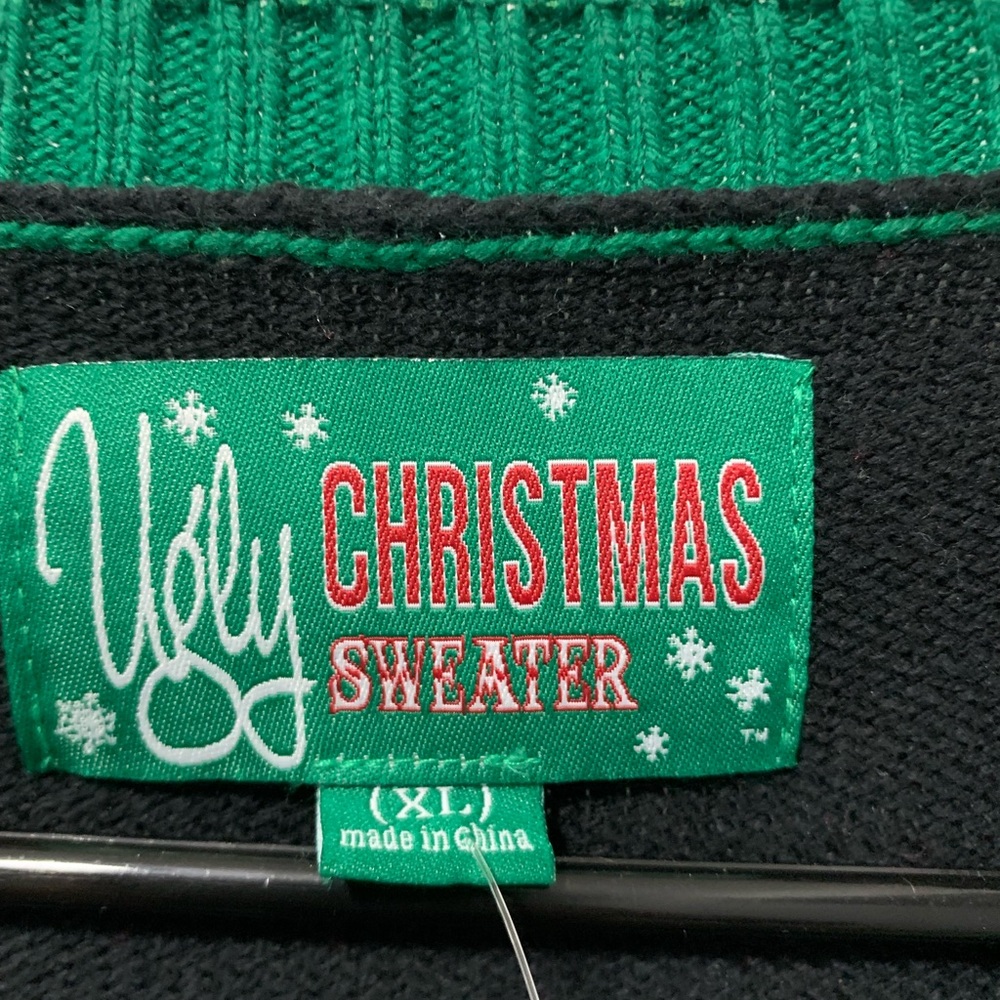 Ugly CHRISTMAS
SWEATER
TM
(XL)
made in China